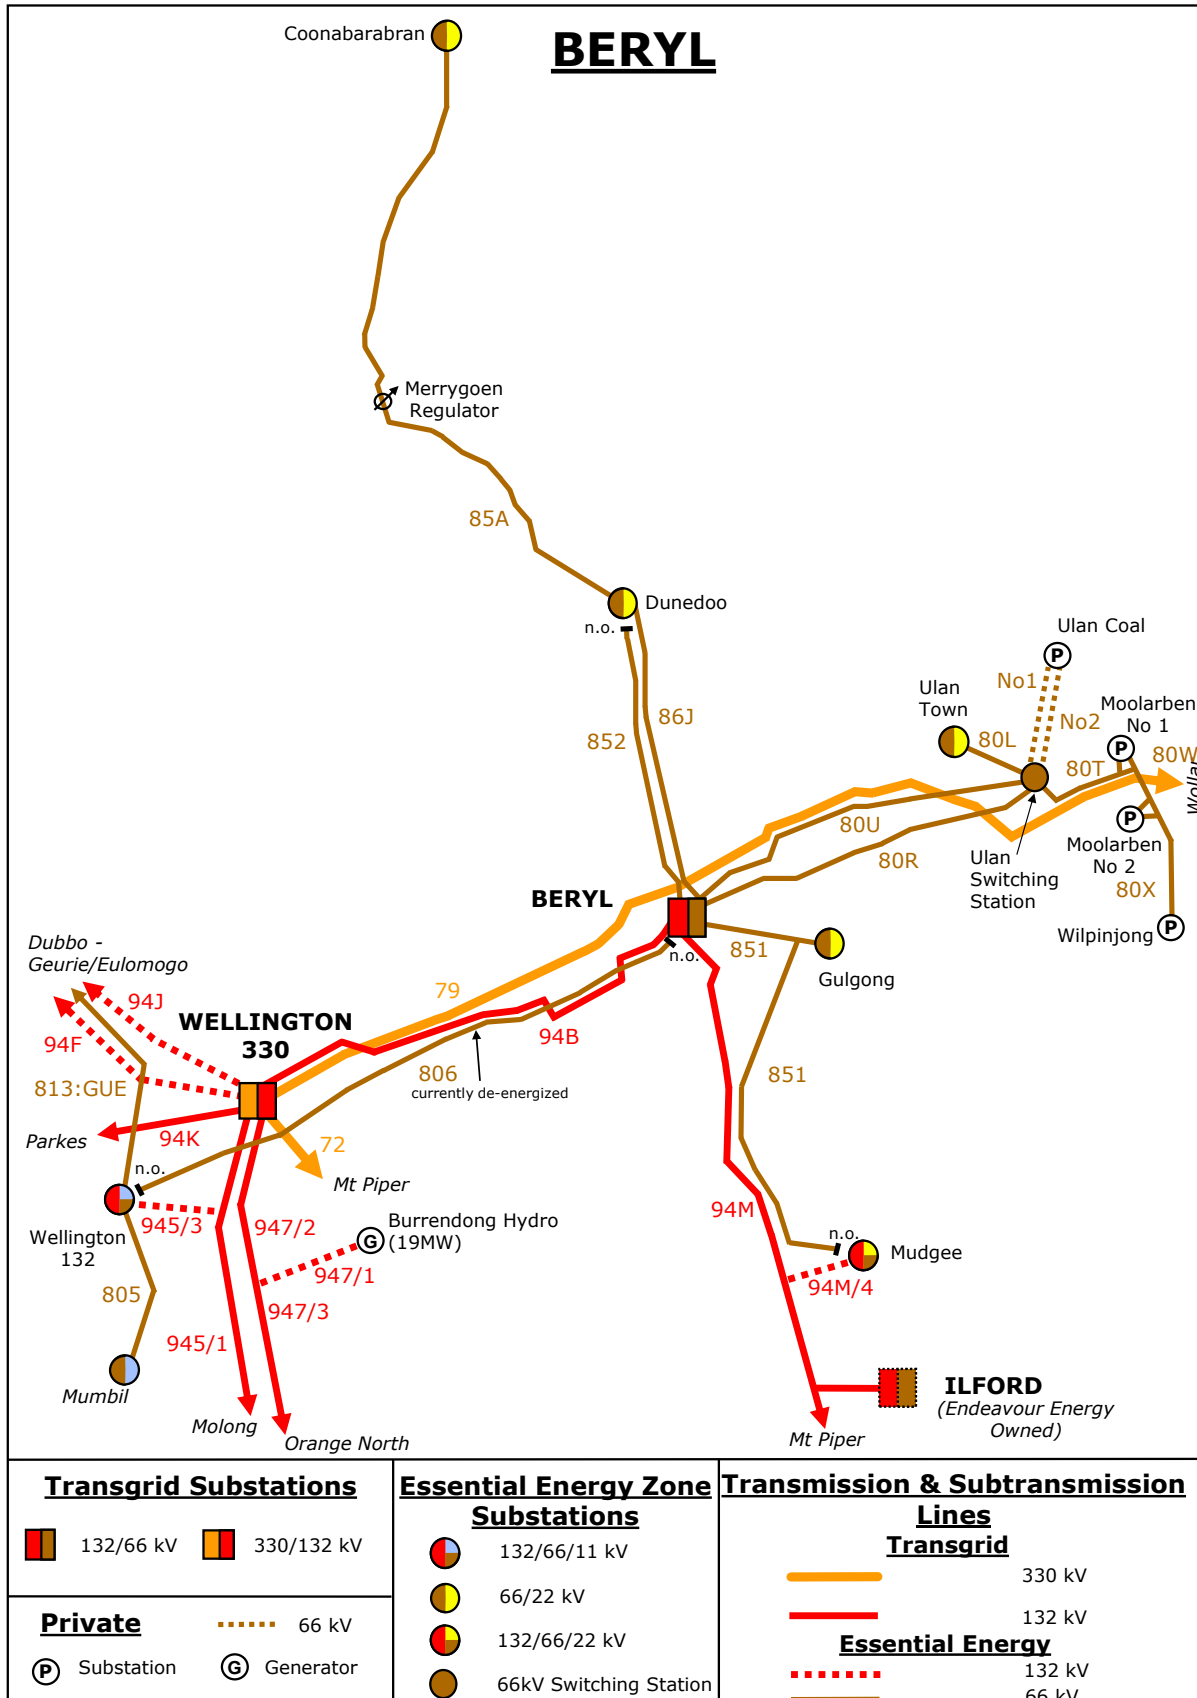 BERYL
Coonabarabran
Merrygoen
Regulator
85A
Dunedoo
n.o.
Ulan Coal
No1
No2
Ulan
Town
80L
Moolarben
No 1
80T
80W
Wollar
852
86J
80U
80R
Ulan
Switching
Station
Moolarben
No 2
80X
Wilpinjong
BERYL
n.o.
851
Gulgong
Dubbo -
Geurie/Eulomogo
94J
94F
813:GUE
WELLINGTON
330
79
94B
806
currently de-energized
851
Parkes
94K
72
Mt Piper
n.o.
Wellington
132
945/3
947/2
Burrendong Hydro
(19MW)
G
947/1
947/3
945/1
805
Mumbil
Molong
Orange North
94M
n.o.
Mudgee
94M/4
ILFORD
(Endeavour Energy
Owned)
Mt Piper
P
P
P
P
Transgrid Substations
132/66 kV
330/132 kV
Private
66 kV
P
Substation
G
Generator
Essential Energy Zone
Substations
132/66/11 kV
66/22 kV
132/66/22 kV
66kV Switching Station
Transmission & Subtransmission
Lines
Transgrid
330 kV
132 kV
Essential Energy
132 kV
66 kV